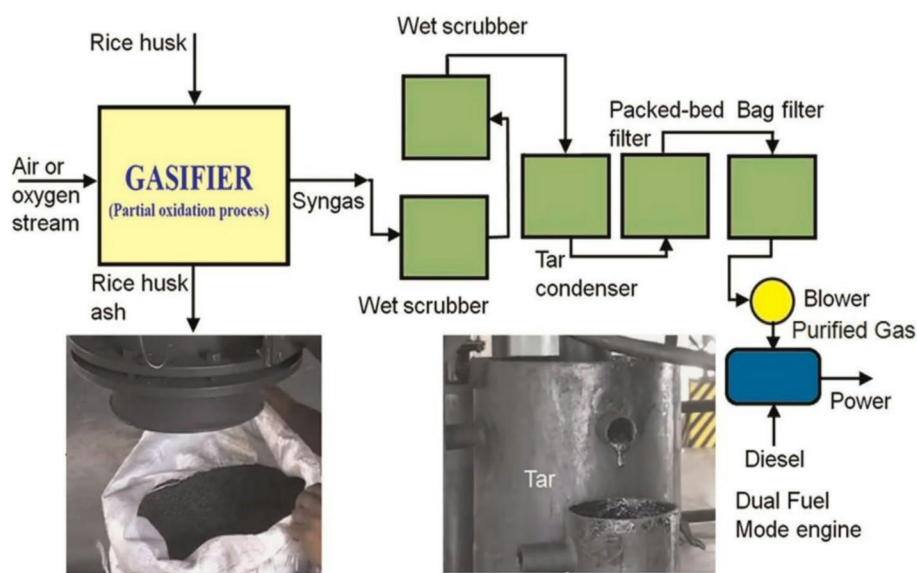 Rice husk
Wet scrubber
Air or
oxygen
stream
GASIFIER
(Partial oxidation process)
Syngas
Rice husk
ash
Wet scrubber
Tar
condenser
Packed-bed
filter
Bag filter
Blower
Purified Gas
Power
Diesel
Dual Fuel
Mode engine
Tar